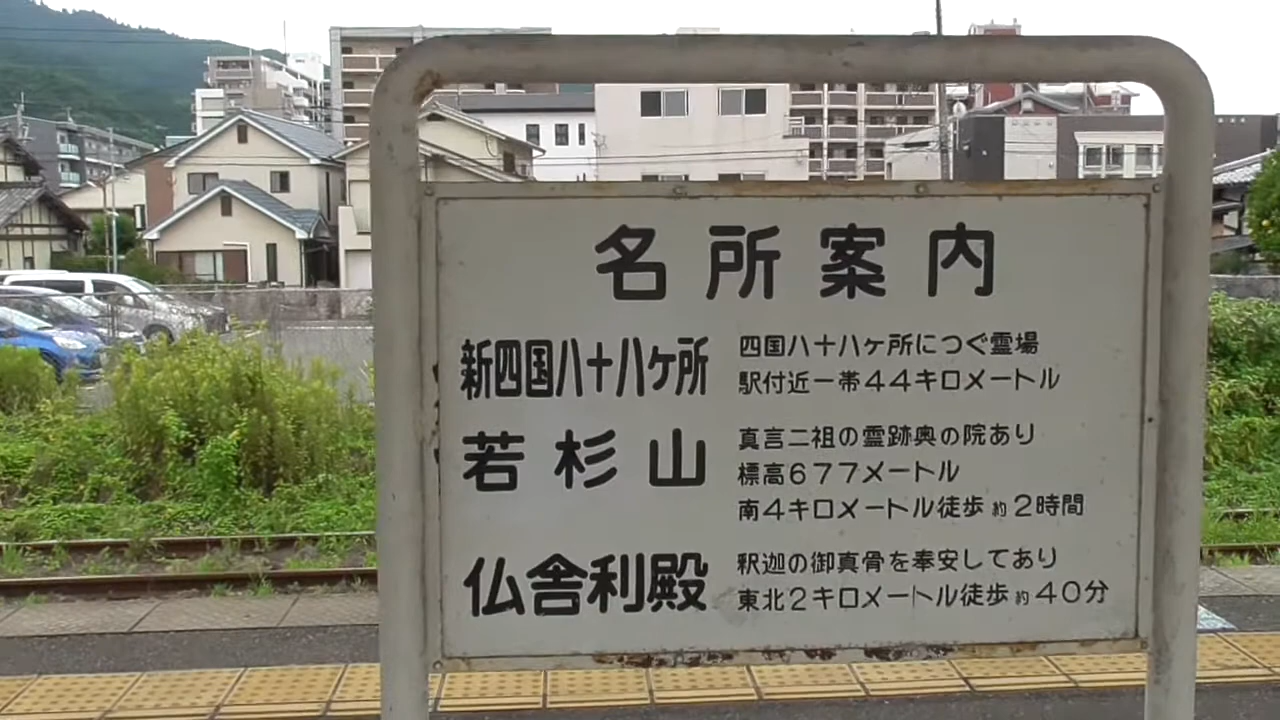 名所案内
新四国八十八ヶ所
四国八十八ヶ所につぐ霊場
駅付近一帯44キロメートル
若杉山
真言二祖の霊跡奥の院あり
標高677メートル
南4キロメートル徒歩約2時間
仏舎利殿
釈迦の御真骨を奉安してあり
東北2キロメートル徒歩約40分